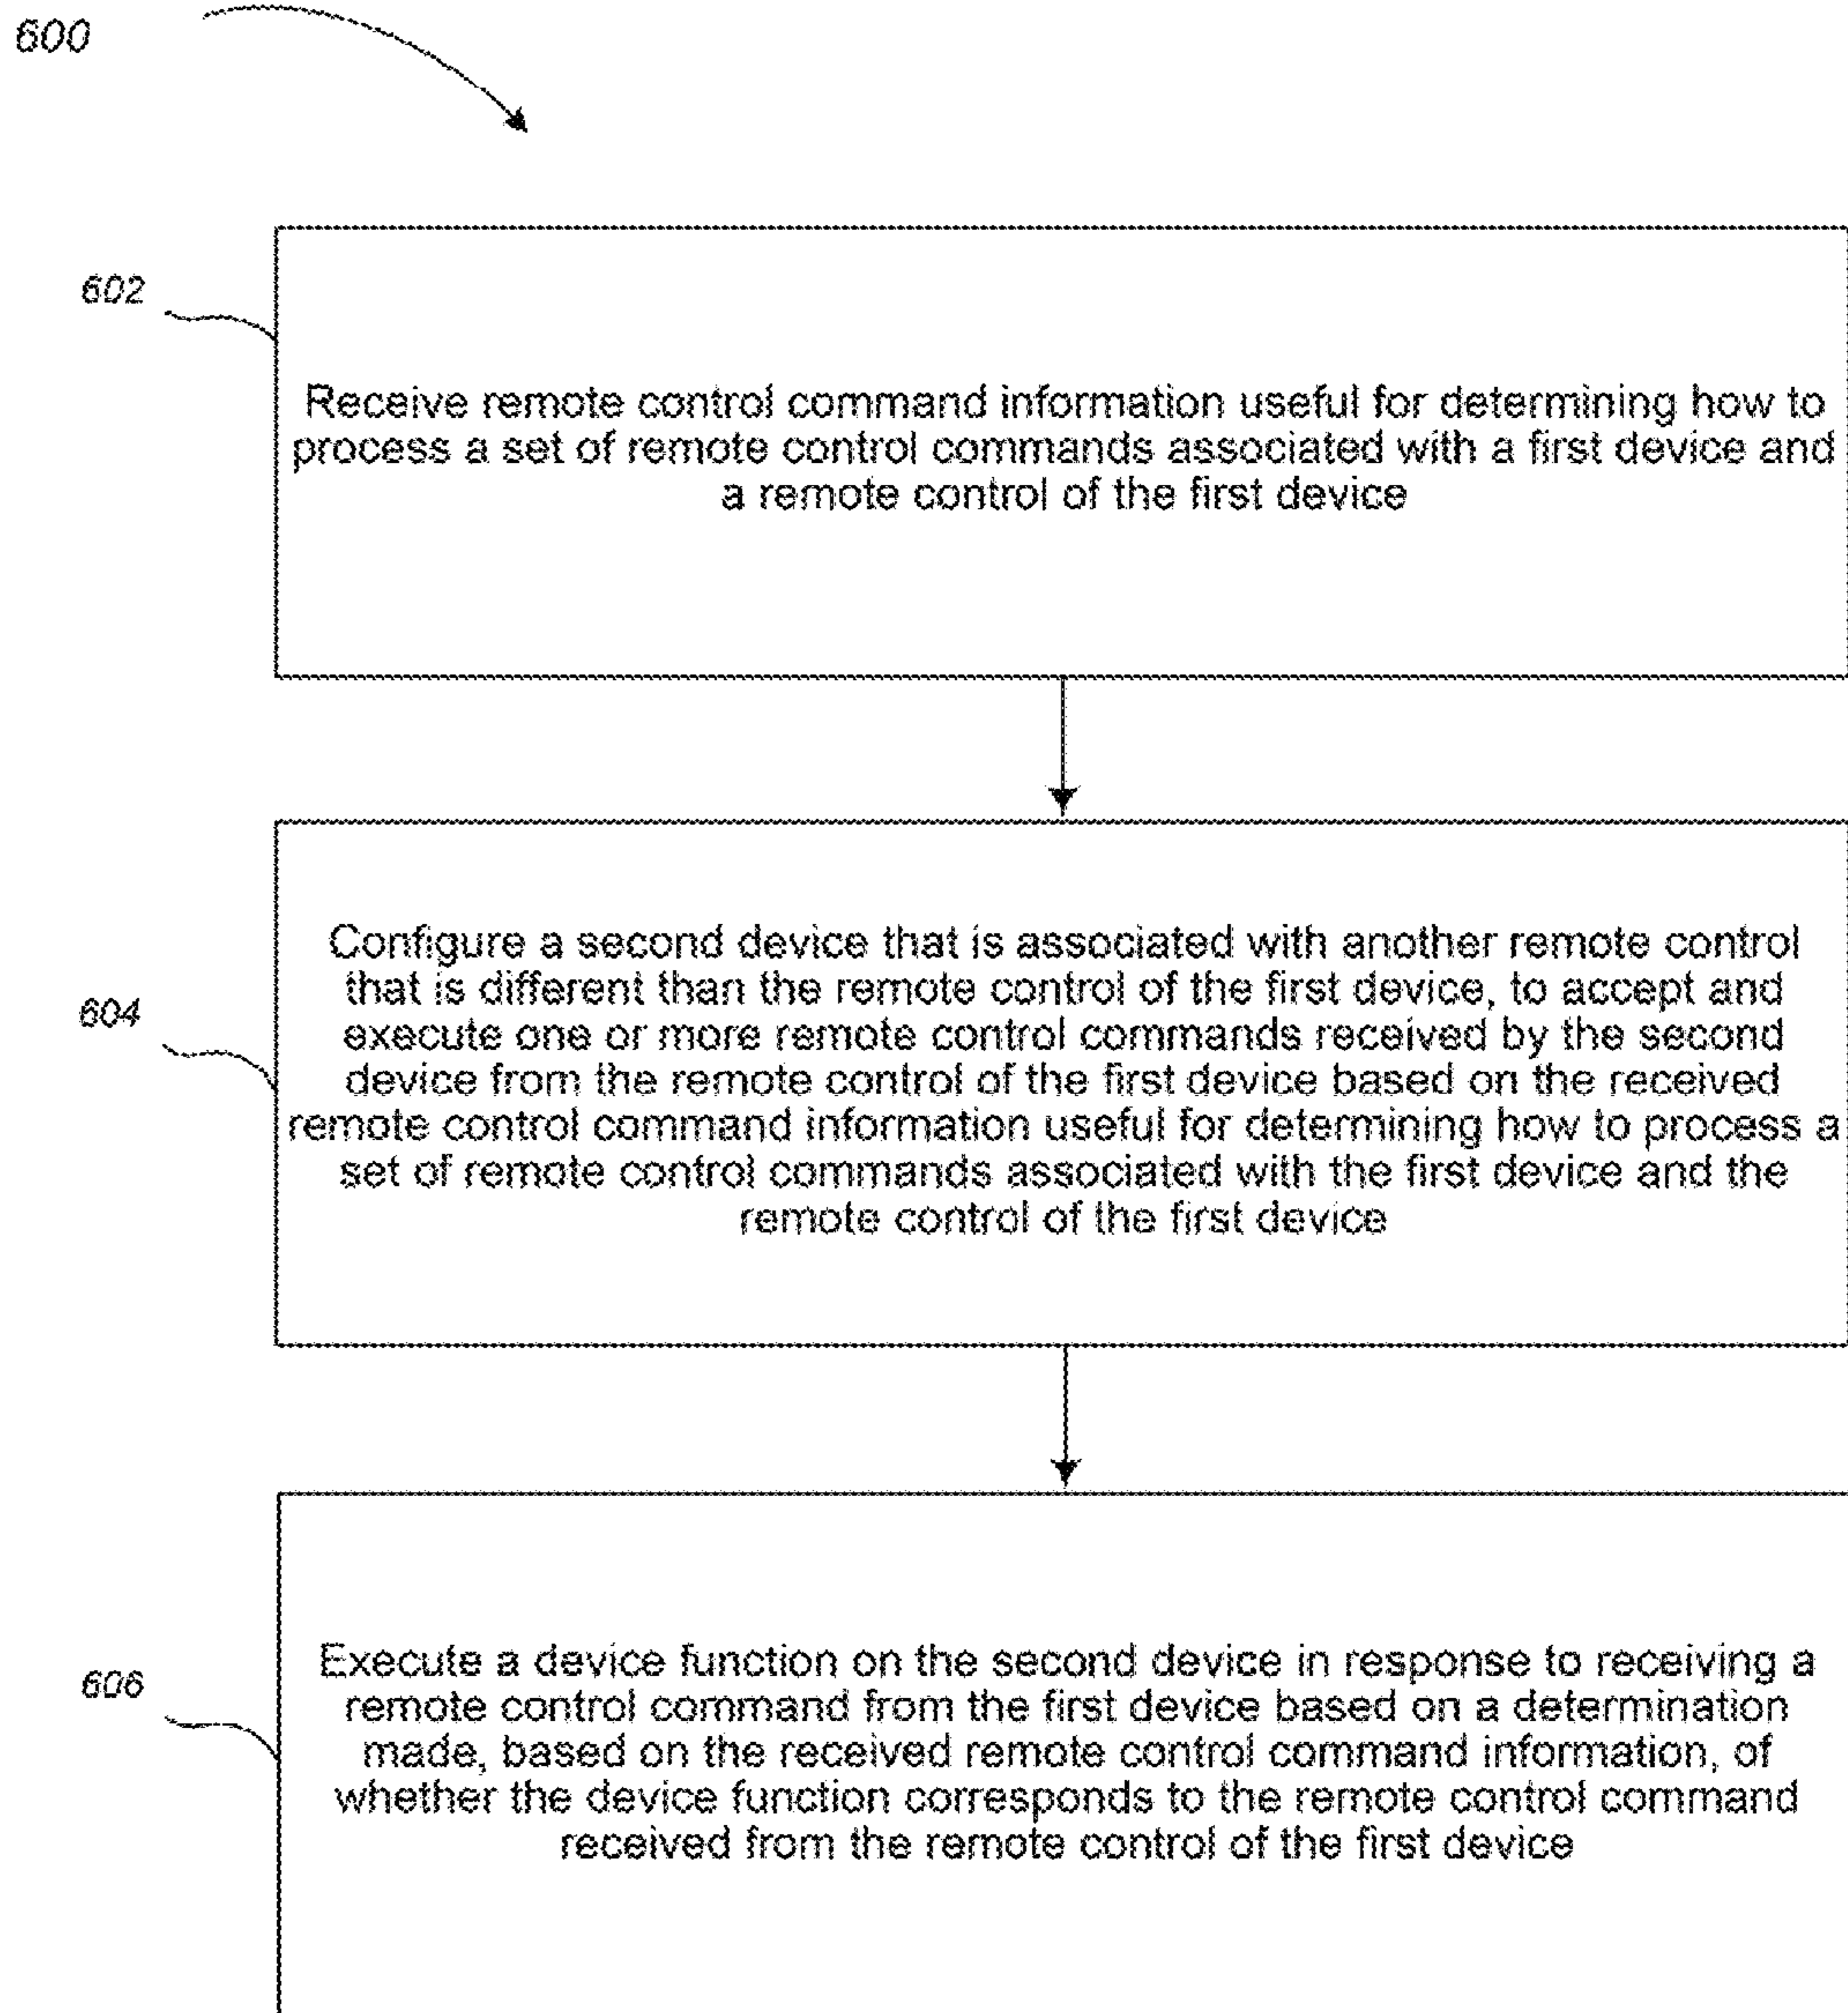 600
602
Receive remote control command information useful for determining how to
process a set of remote control commands associated with a first device and
a remote control of the first device
604
Configure a second device that is associated with another remote control
that is different than the remote control of the first device, to accept and
execute one or more remote control commands received by the second
device from the remote control of the first device based on the received
remote control command information useful for determining how to process a
set of remote control commands associated with the first device and the
remote control of the first device
606
Execute a device function on the second device in response to receiving a
remote control command from the first device based on a determination
made, based on the received remote control command information, of
whether the device function corresponds to the remote control command
received from the remote control of the first device